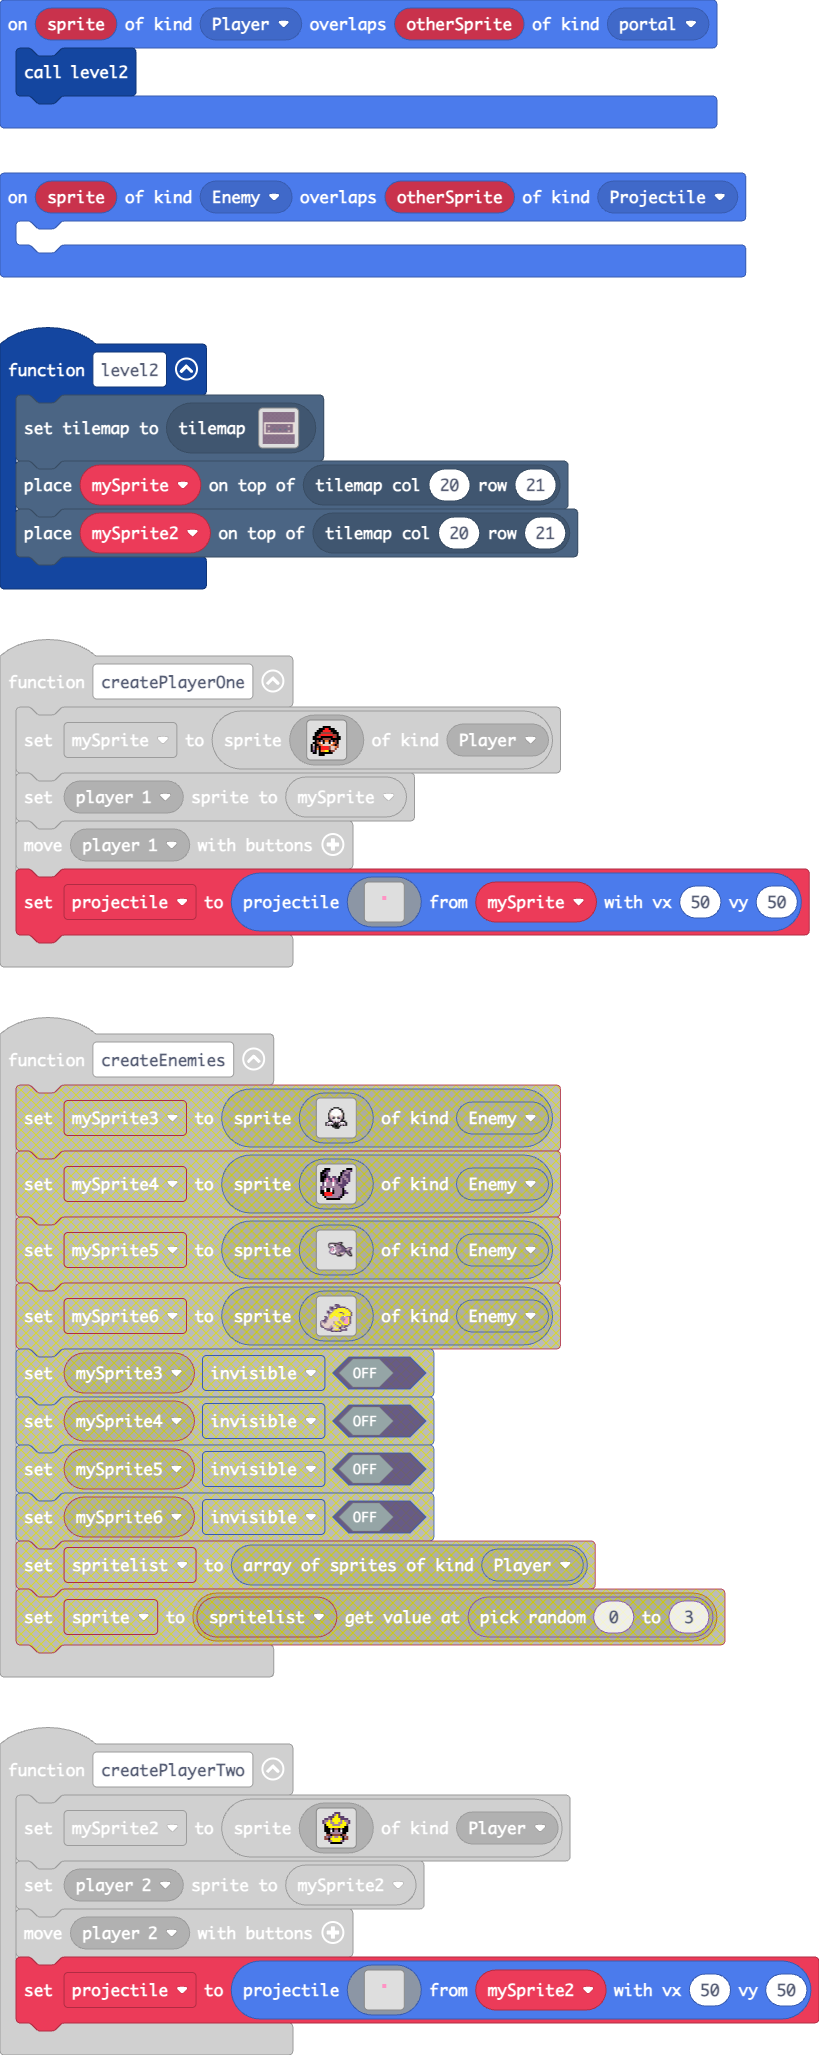 on sprite of kind Player overlaps otherSprite of kind portal
call level2
on sprite of kind Enemy overlaps otherSprite of kind Projectile
function level2
set tilemap to tilemap
place mySprite on top of tilemap col 20 row 21
place mySprite2 on top of tilemap col 20 row 21
function createPlayerOne
set mySprite to sprite of kind Player
set player 1 sprite to mySprite
move player 1 with buttons
set projectile to projectile from mySprite with vx 50 vy 50
function createEnemies
set mySprite3 to sprite of kind Enemy
set mySprite4 to sprite of kind Enemy
set mySprite5 to sprite of kind Enemy
set mySprite6 to sprite of kind Enemy
set mySprite3 invisible OFF
set mySprite4 invisible OFF
set mySprite5 invisible OFF
set mySprite6 invisible OFF
set spritelist to array of sprites of kind Player
set sprite to spritelist get value at pick random 0 to 3
function createPlayerTwo
set mySprite2 to sprite of kind Player
set player 2 sprite to mySprite2
move player 2 with buttons
set projectile to projectile from mySprite2 with vx 50 vy 50